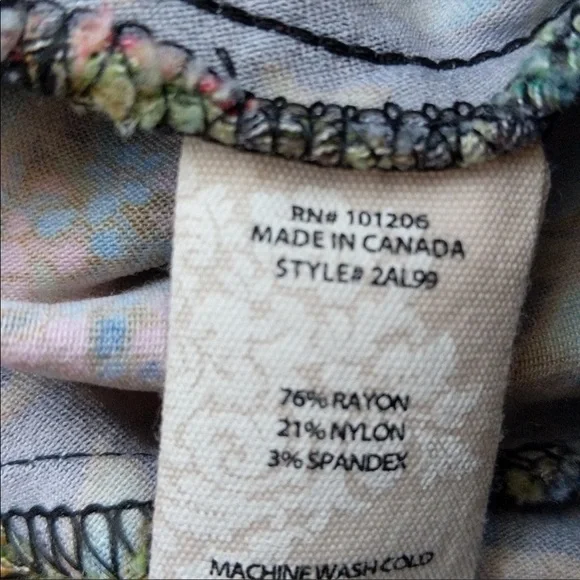 RN# 101206
MADE IN CANADA
STYLE# 2AL99
76% RAYON
21% NYLON
3% SPANDEX
MACHINE WASH COLD